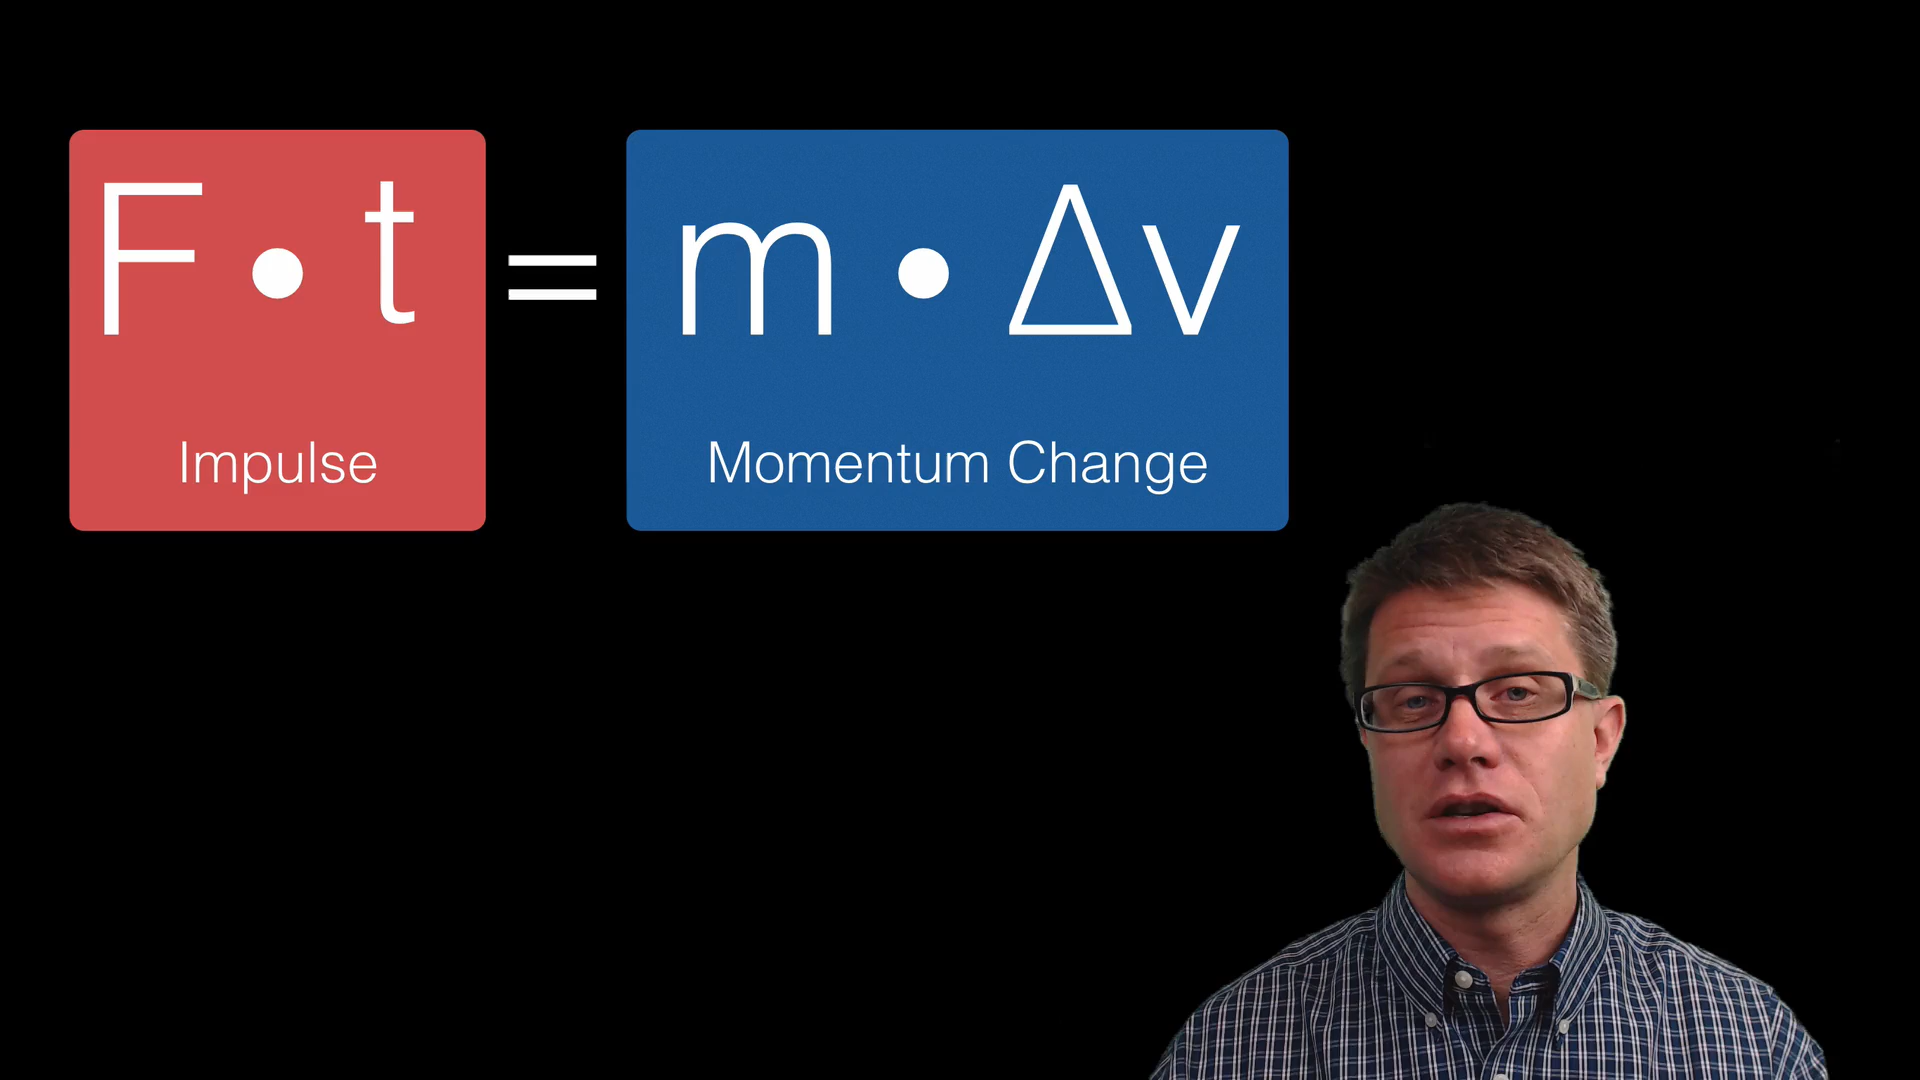 F • t = m • Δv
Impulse
Momentum Change